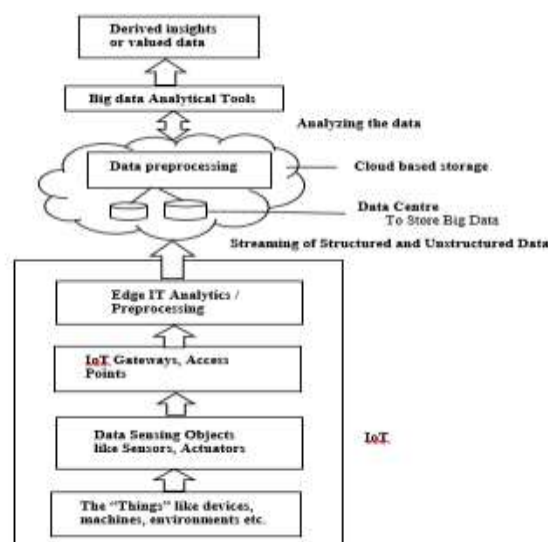 Derived insights
or valued data
Big data Analytical Tools
Analyzing the data
Data preprocessing
Cloud based storage
Data Centre
To Store Big Data
Streaming of Structured and Unstructured Data
Edge IT Analytics /
Preprocessing
IoT Gateways, Access
Points
Data Sensing Objects
like Sensors, Actuators
IoT
The “Things” like devices,
machines, environments etc.